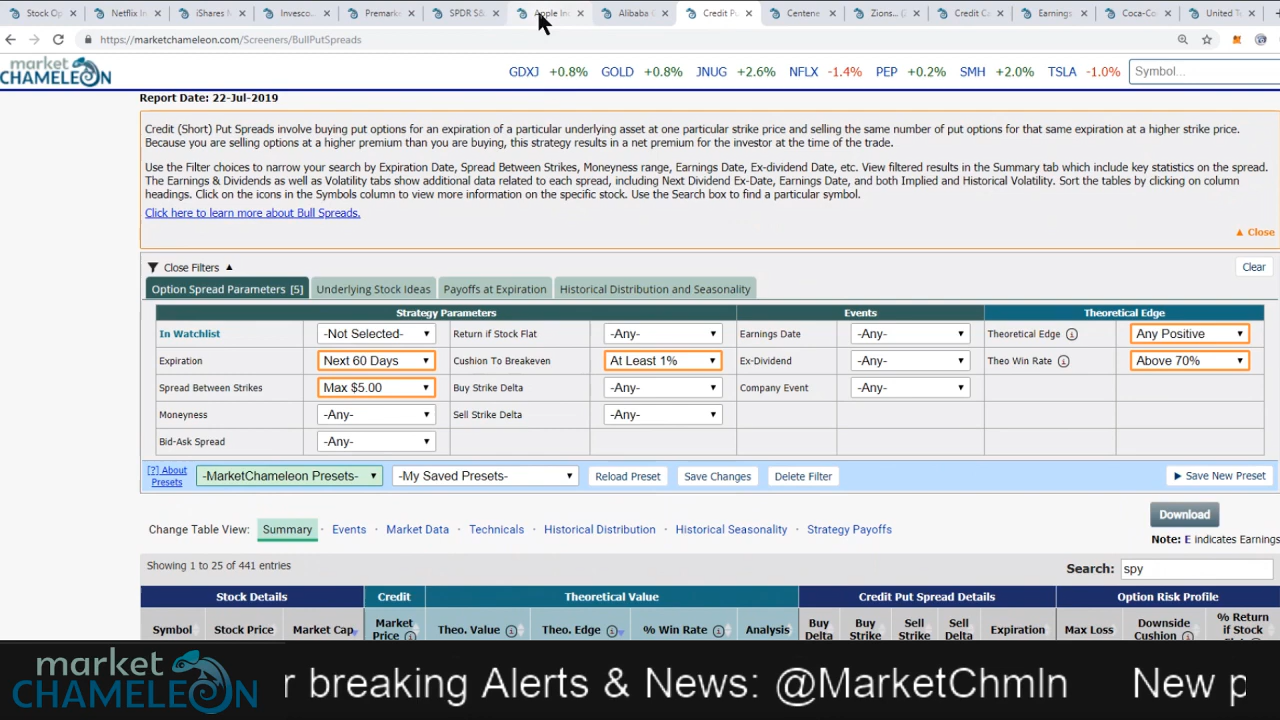 Stock O
Netflix In
iShares N
Invesco
Premark
SPDR S&
Apple In
Alibaba
Credit Pu
Centene
Zions...
Credit Ca
Earnings
Coca-Co
United Te
https://marketchameleon.com/Screeners/BullPutSpreads
market CHAMELEON
GDXJ +0.8% GOLD +0.8% JNUG +2.6% NFLX -1.4% PEP +0.2% SMH +2.0% TSLA -1.0% Symbol...
Report Date: 22-Jul-2019
Credit (Short) Put Spreads involve buying put options for an expiration of a particular underlying asset at one particular strike price and selling the same number of put options for that same expiration at a higher strike price.
Because you are selling options at a higher premium than you are buying, this strategy results in a net premium for the investor at the time of the trade.
Use the Filter choices to narrow your search by Expiration Date, Spread Between Strikes, Moneyness range, Earnings Date, Ex-dividend Date, etc. View filtered results in the Summary tab which include key statistics on the spread.
The Earnings & Dividends as well as Volatility tabs show additional data related to each spread, including Next Dividend Ex-Date, Earnings Date, and both Implied and Historical Volatility. Sort the tables by clicking on column
headings. Click on the icons in the Symbols column to view more information on the specific stock. Use the Search box to find a particular symbol.
Click here to learn more about Bull Spreads.
▲ Close
Close Filters ▲ Clear
Option Spread Parameters [5] Underlying Stock Ideas Payoffs at Expiration Historical Distribution and Seasonality
Strategy Parameters Events Theoretical Edge
In Watchlist -Not Selected- Return if Stock Flat -Any- Earnings Date -Any- Theoretical Edge Any Positive
Expiration Next 60 Days Cushion To Breakeven At Least 1% Ex-Dividend -Any- Theo Win Rate Above 70%
Spread Between Strikes Max $5.00 Buy Strike Delta -Any- Company Event -Any-
Moneyness -Any- Sell Strike Delta -Any-
Bid-Ask Spread -Any-
[?] About Presets -MarketChameleon Presets- -My Saved Presets- Reload Preset Save Changes Delete Filter ► Save New Preset
Change Table View: Summary · Events · Market Data · Technicals · Historical Distribution · Historical Seasonality · Strategy Payoffs
Download
Note: E indicates Earnings
Showing 1 to 25 of 441 entries
Search: spy
Stock Details Credit Theoretical Value Credit Put Spread Details Option Risk Profile
Symbol Stock Price Market Cap Market Price Theo. Value Theo. Edge % Win Rate Analysis Buy Delta Buy Strike Sell Strike Sell Delta Expiration Max Loss Downside Cushion % Return if Stock
market CHAMELEON
r breaking Alerts & News: @MarketChmln New p